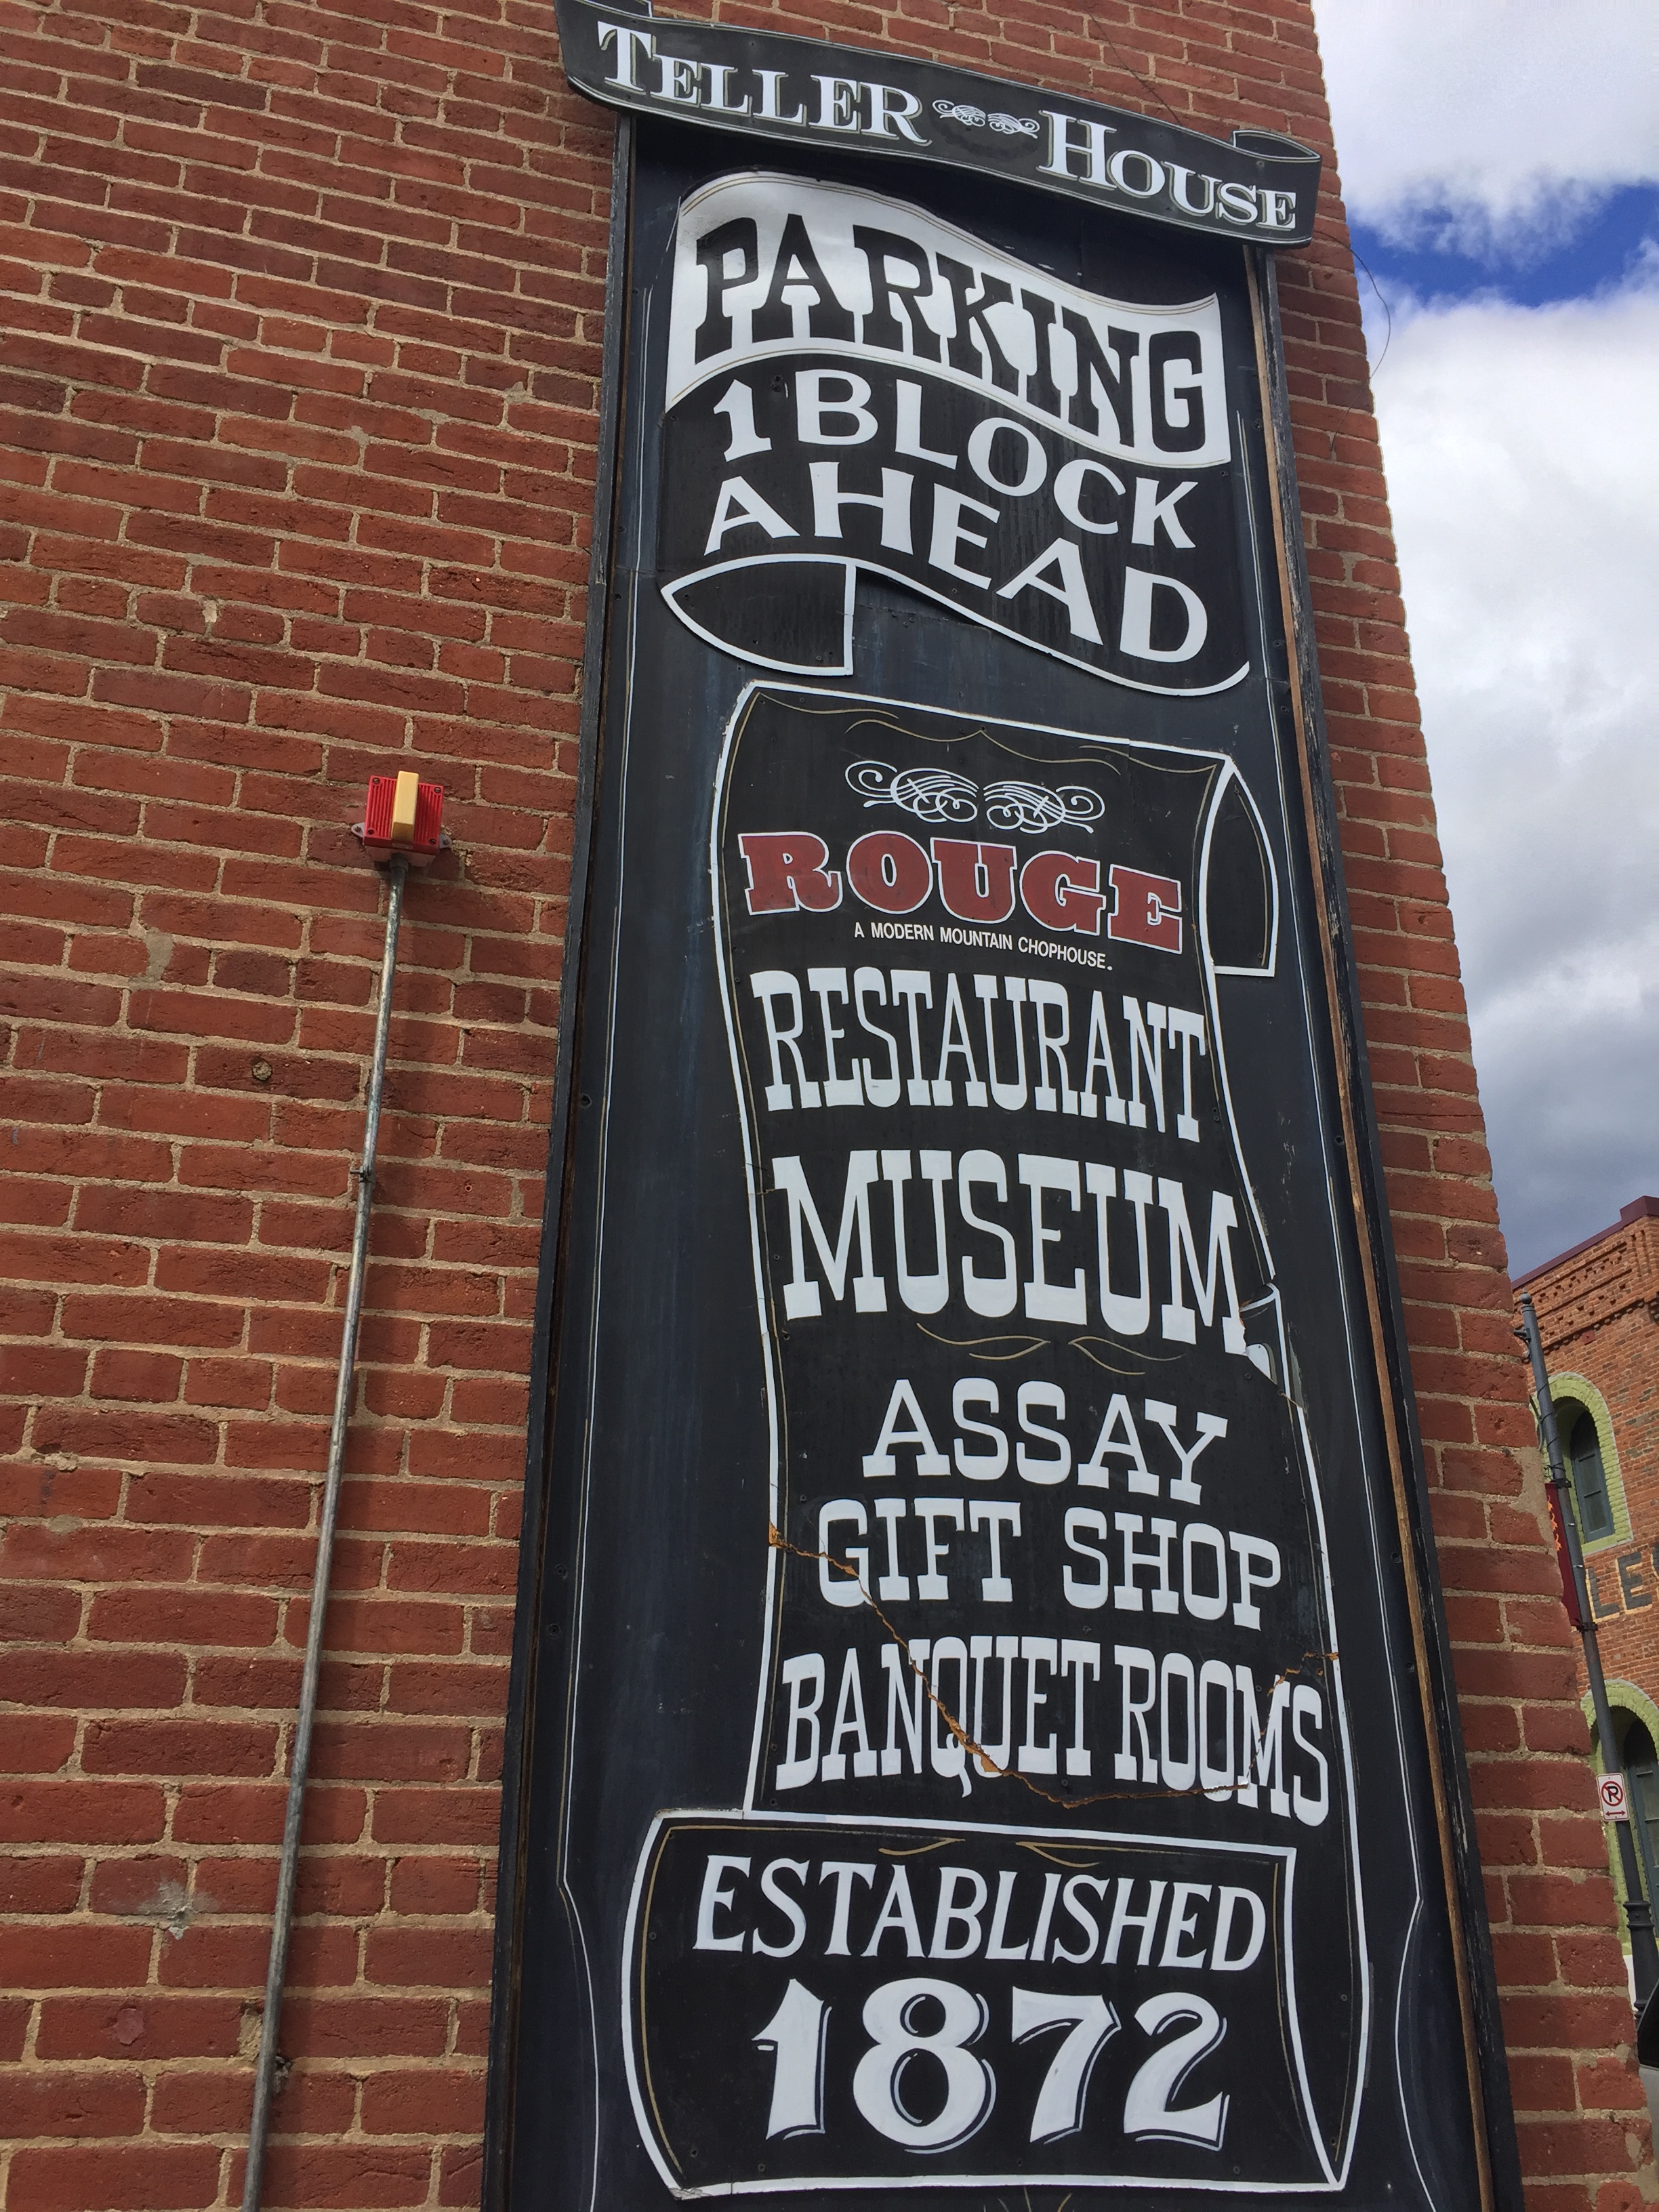 TELLER HOUSE
PARKING
1 BLOCK
AHEAD
ROUGE
A MODERN MOUNTAIN CHOPHOUSE.
RESTAURANT
MUSEUM
ASSAY
GIFT SHOP
BANQUET ROOMS
ESTABLISHED
1872